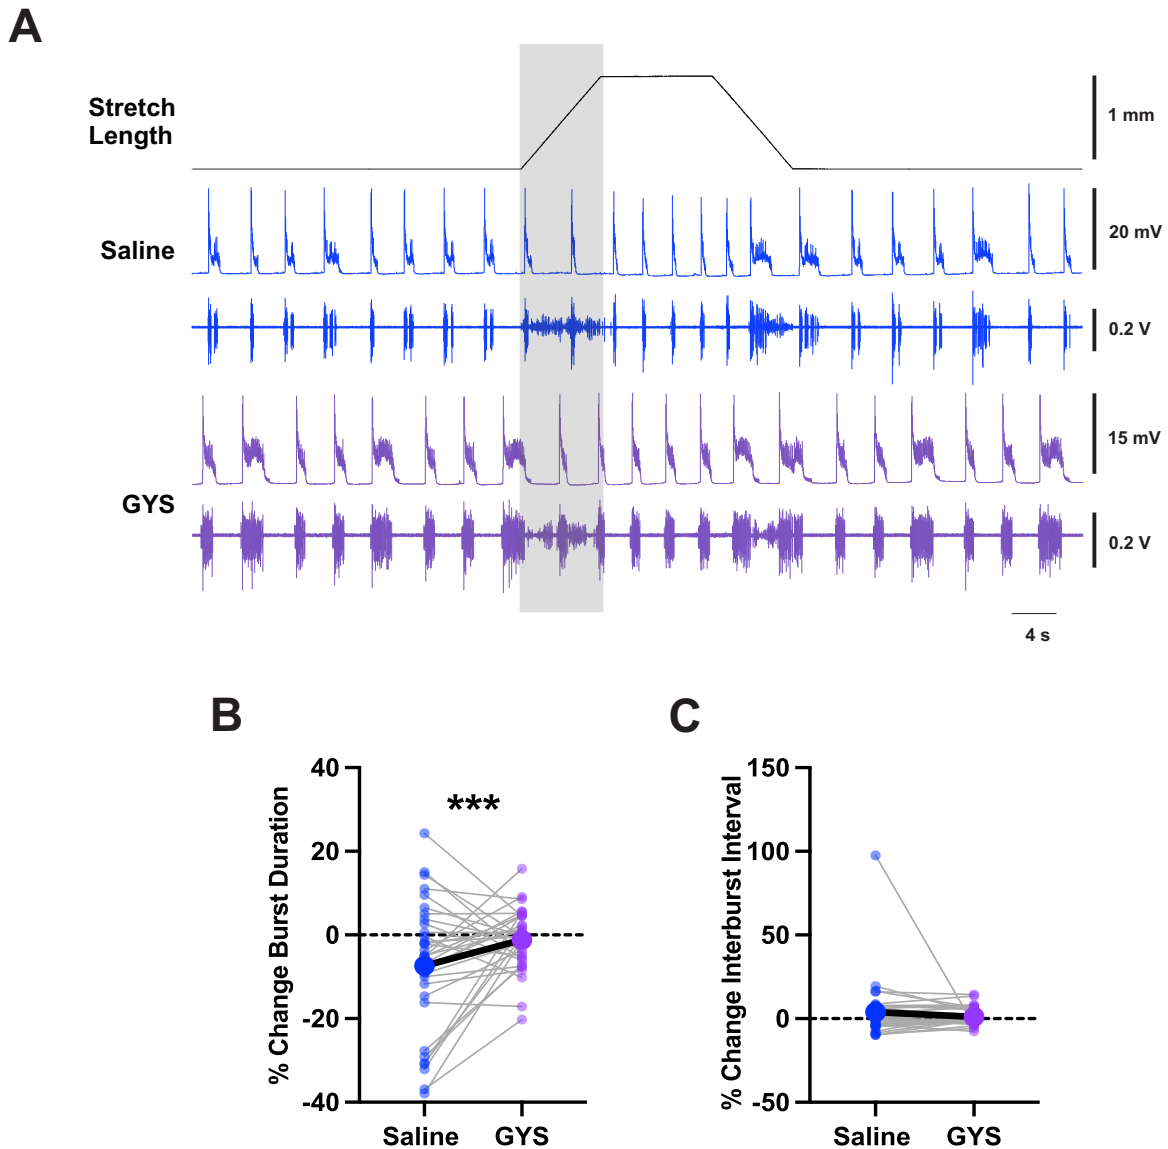 A
Stretch
Length
1 mm
Saline
20 mV
0.2 V
15 mV
GYS
0.2 V
4 s
B
C
% Change Burst Duration
40
20
0
-20
-40
***
Saline
GYS
% Change Interburst Interval
150
100
50
0
-50
Saline
GYS